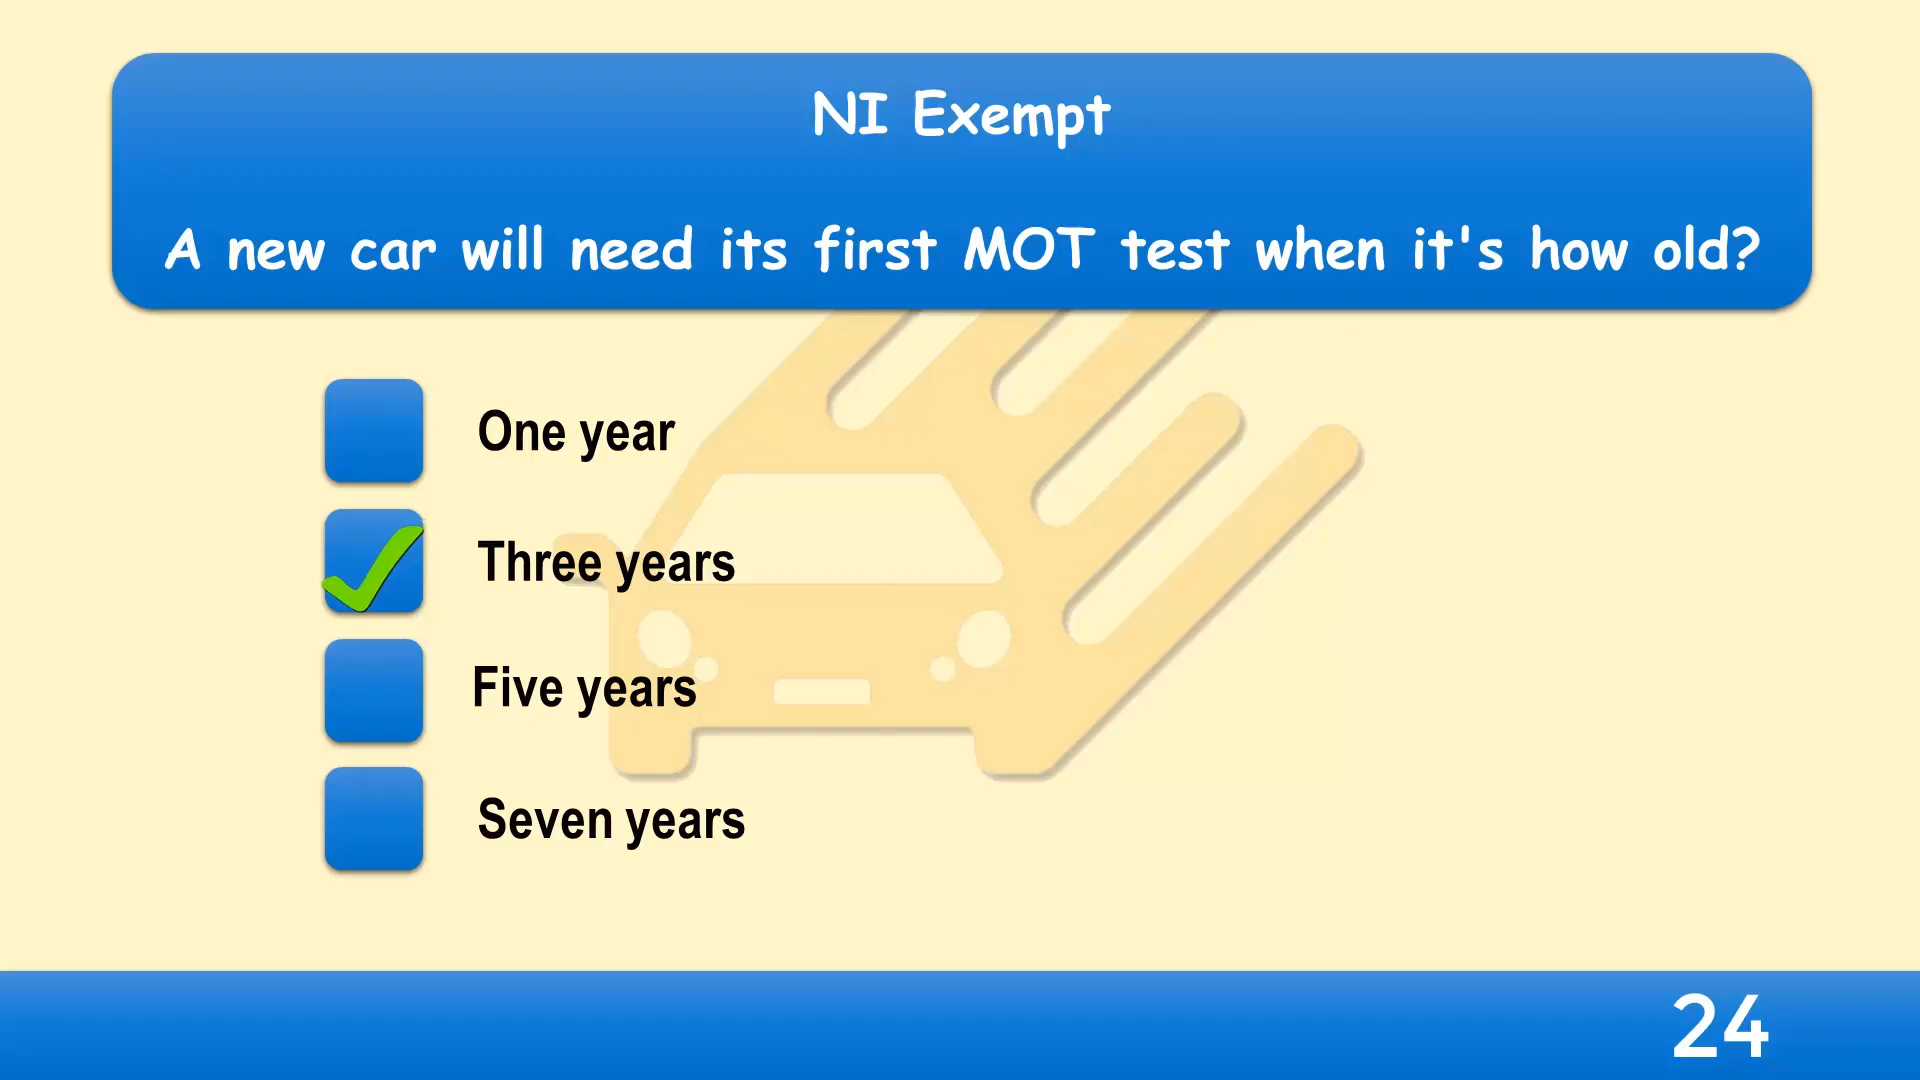 NI Exempt
A new car will need its first MOT test when it's how old?
One year
Three years
Five years
Seven years
24